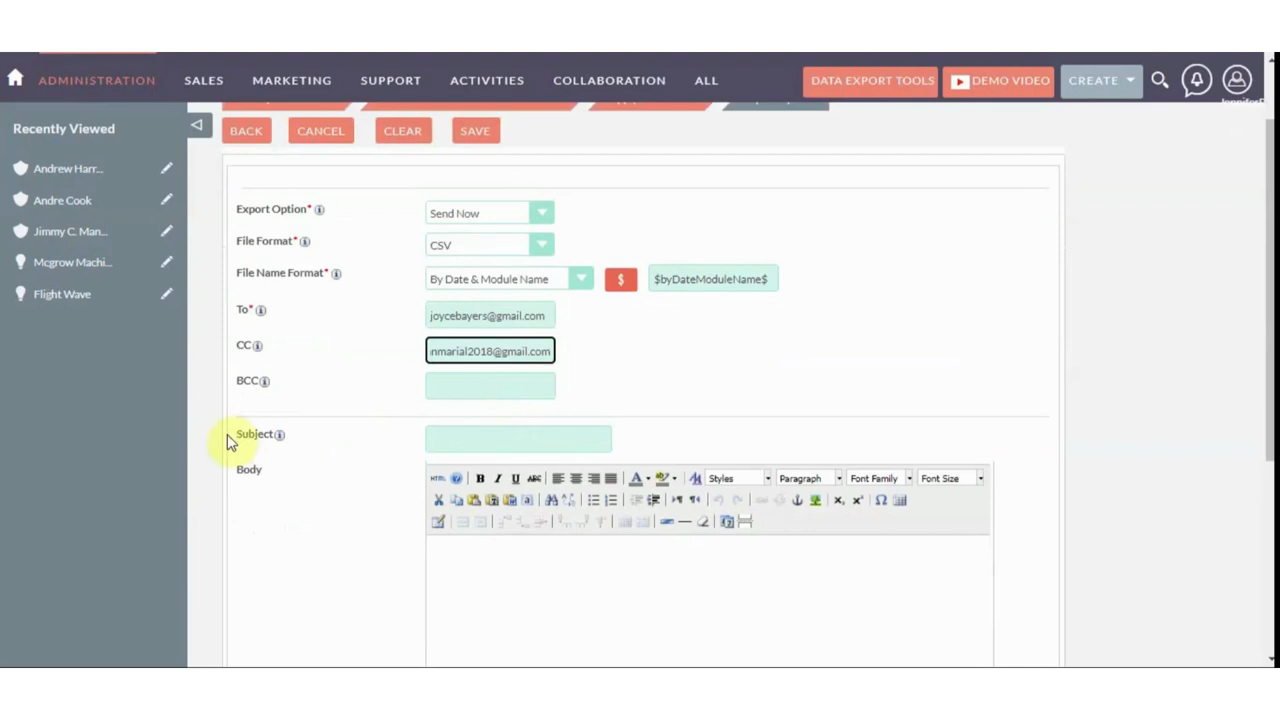 ADMINISTRATION SALES MARKETING SUPPORT ACTIVITIES COLLABORATION ALL DATA EXPORT TOOLS DEMO VIDEO CREATE
Recently Viewed
Andrew Harr...
Andre Cook
Jimmy C. Man...
Mcgrow Machi...
Flight Wave
BACK CANCEL CLEAR SAVE
Export Option* Send Now
File Format* CSV
File Name Format* By Date & Module Name $ $byDateModuleName$
To* joycebayers@gmail.com
CC nmarial2018@gmail.com
BCC
Subject
Body
HTML B I U ABC A ab Styles Paragraph Font Family Font Size